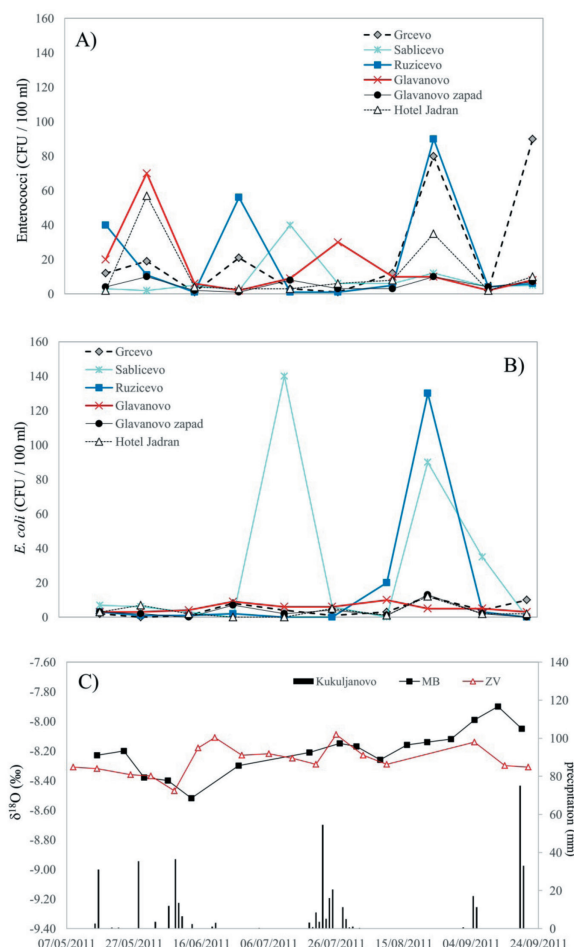 160
140
120
100
80
60
40
20
0
Enterococci (CFU / 100 ml)
A)
Grcevo
Sablicevo
Ruzicevo
Glavanovo
Glavanovo zapad
Hotel Jadran
160
140
120
100
80
60
40
20
0
E. coli (CFU / 100 ml)
B)
Grcevo
Sablicevo
Ruzicevo
Glavanovo
Glavanovo zapad
Hotel Jadran
-7.60
-7.80
-8.00
-8.20
-8.40
-8.60
-8.80
-9.00
-9.20
-9.40
δ18O (‰)
C)
Kukuljanovo MB ZV
140
120
100
80
60
40
20
0
precipitation (mm)
07/05/2011 27/05/2011 16/06/2011 06/07/2011 26/07/2011 15/08/2011 04/09/2011 24/09/2011